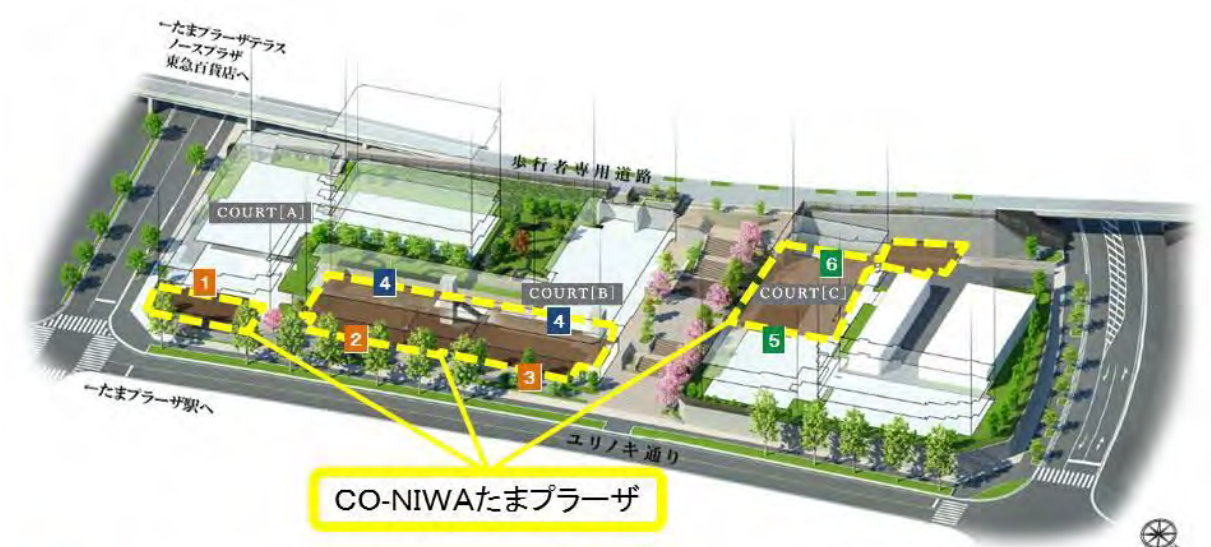 ←たまプラーザテラス
ノースプラザ
東急百貨店へ
歩行者専用道路
COURT[A]
1
4
6
COURT[B]
COURT[C]
4
2
5
3
←たまプラーザ駅へ
ユリノキ通り
CO-NIWAたまプラーザ